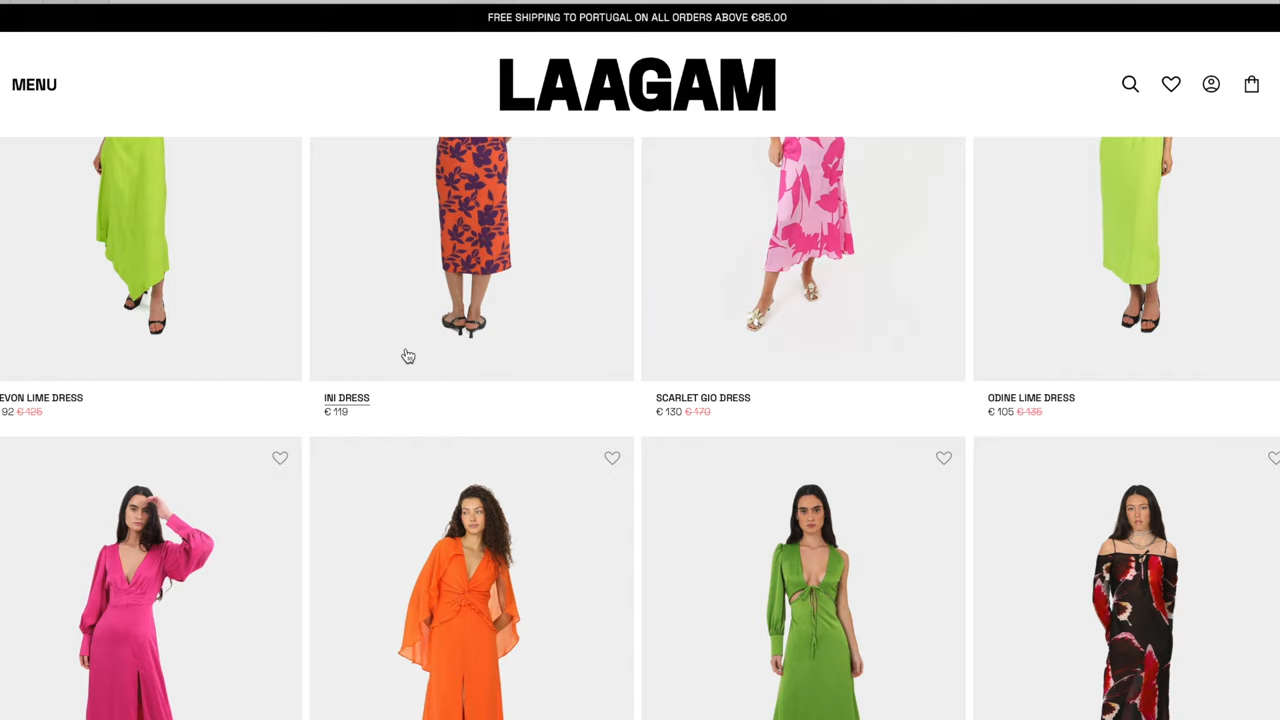 FREE SHIPPING TO PORTUGAL ON ALL ORDERS ABOVE €85.00
MENU
LAAGAM
EVON LIME DRESS
92 €125
INI DRESS
€ 119
SCARLET GIO DRESS
€ 130 €170
ODINE LIME DRESS
€ 105 €135